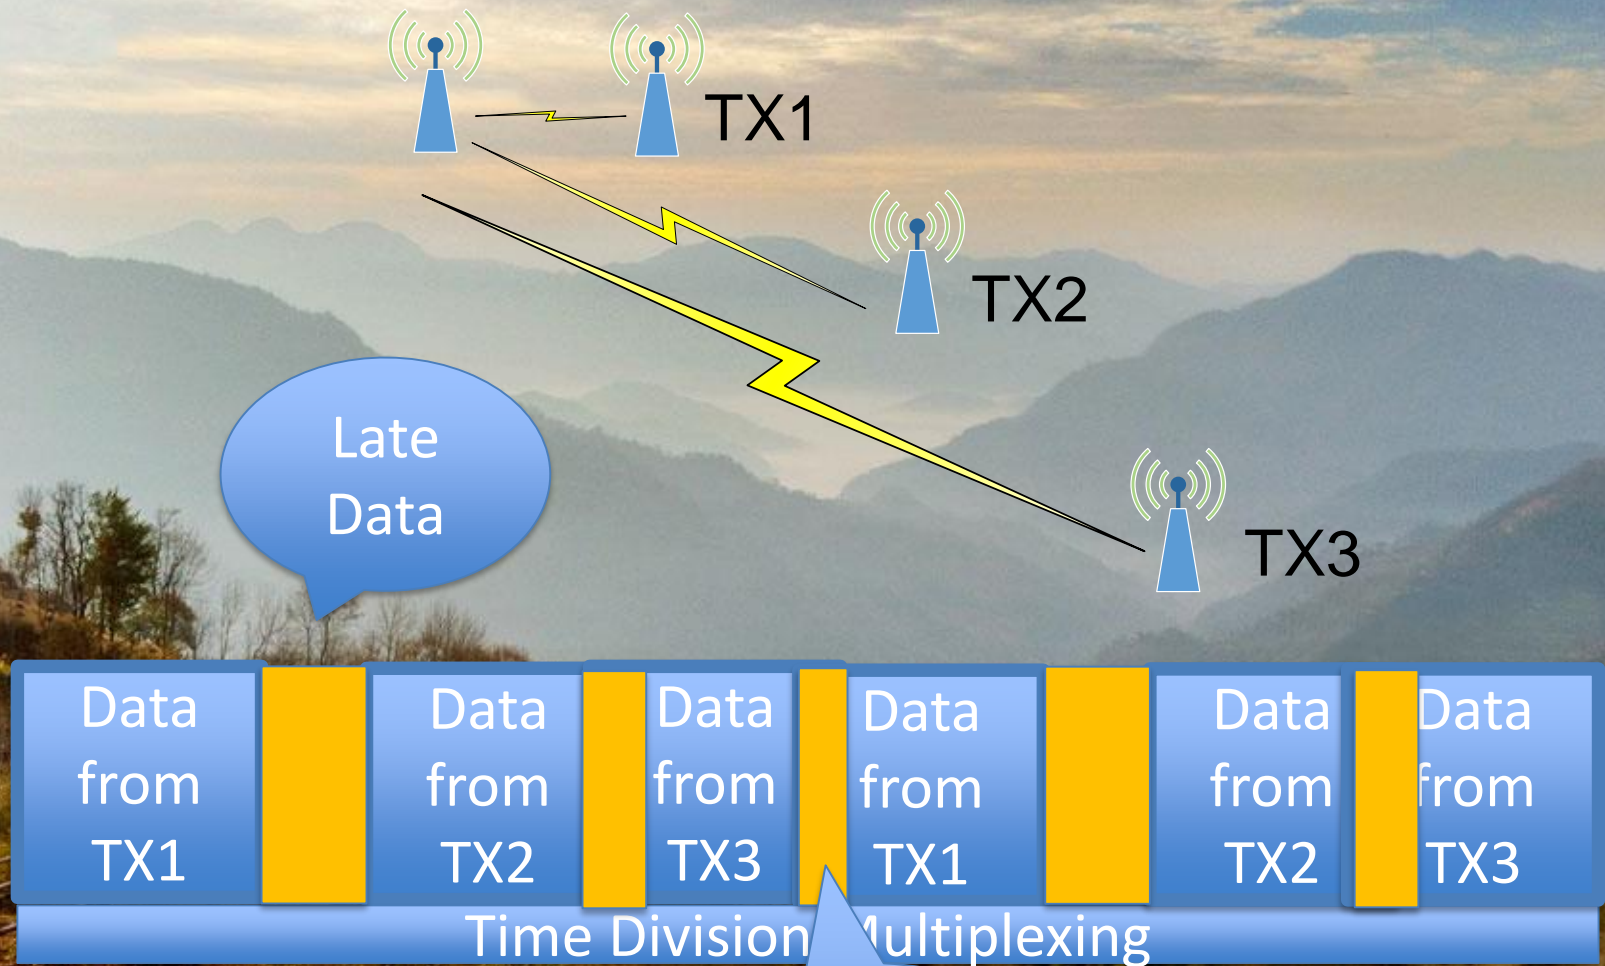 TX1
TX2
Late
Data
TX3
Data
from
TX1
Data
from
TX2
Data
from
TX3
Data
from
TX1
Data
from
TX2
Data
from
TX3
Time Division Multiplexing